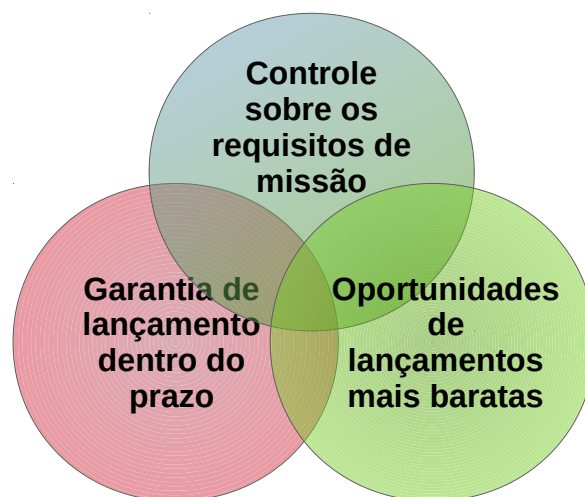 Controle
sobre os
requisitos de
missão
Garantia de
lançamento
dentro do
prazo
Oportunidades
de
lançamentos
mais baratas